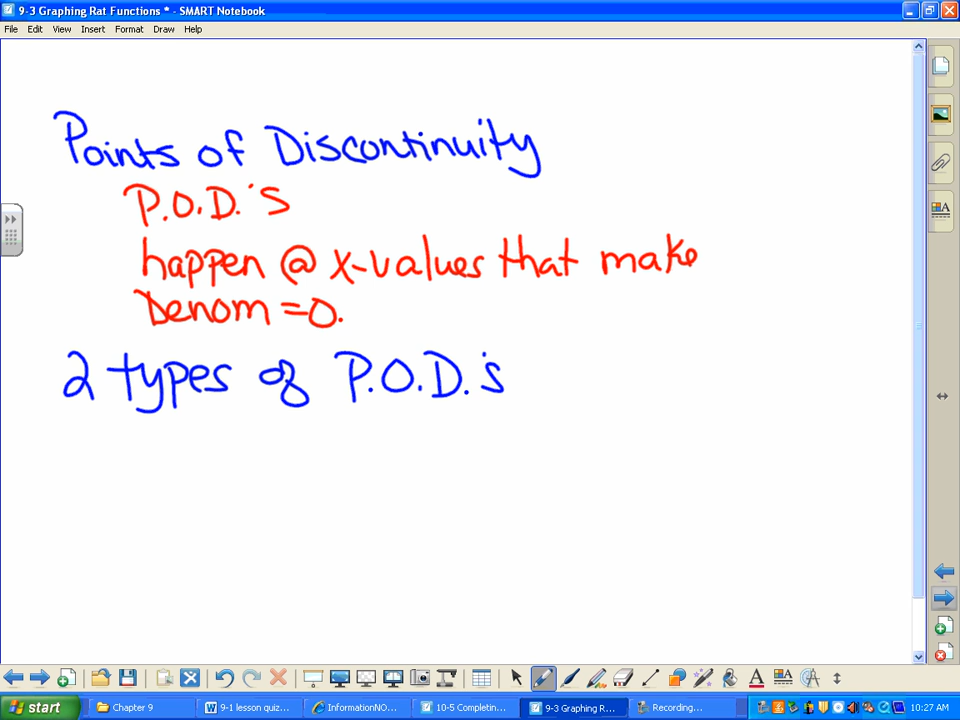 9-3 Graphing Rat Functions * - SMART Notebook
File Edit View Insert Format Draw Help
Points of Discontinuity
P.O.D.'s
happen @ x-values that make
Denom = 0.
2 types of P.O.D.'s
start Chapter 9 9-1 lesson quiz... InformationNO... 10-5 Completin... 9-3 Graphing R... Recording... 10:27 AM